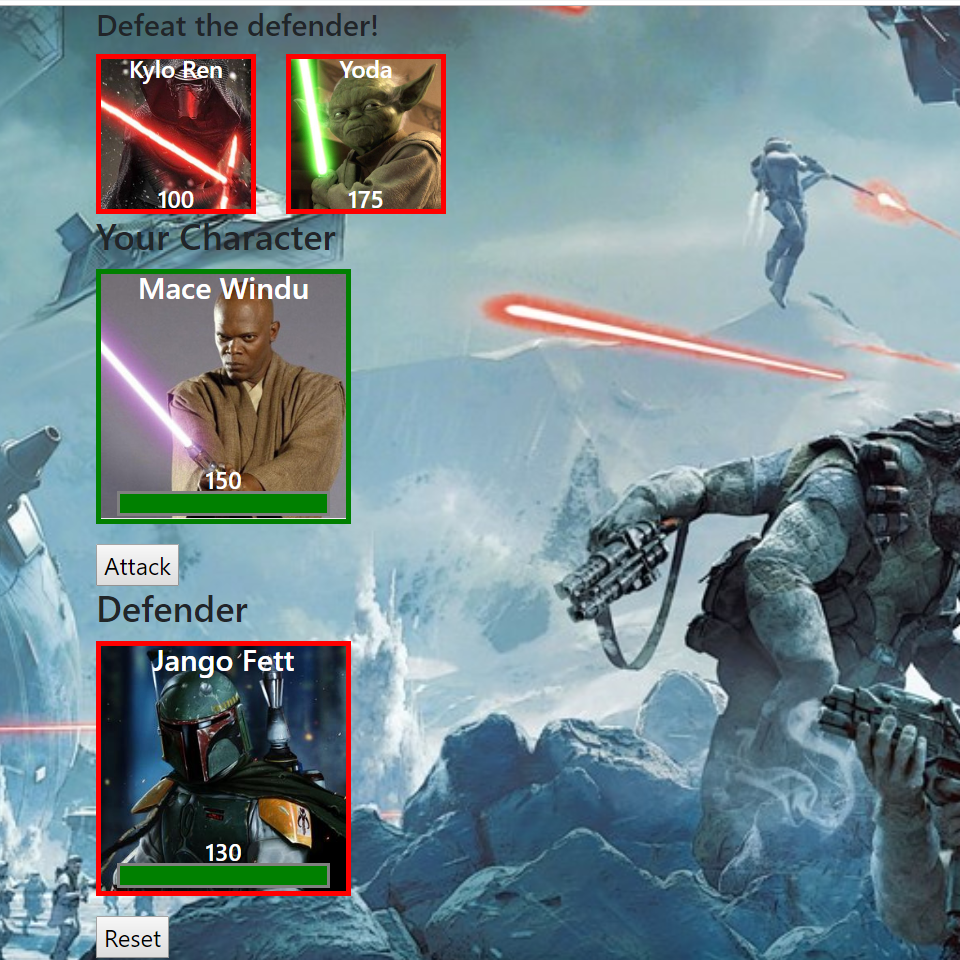 Defeat the defender!
Kylo Ren
Yoda
100
175
Your Character
Mace Windu
150
Attack
Defender
Jango Fett
130
Reset